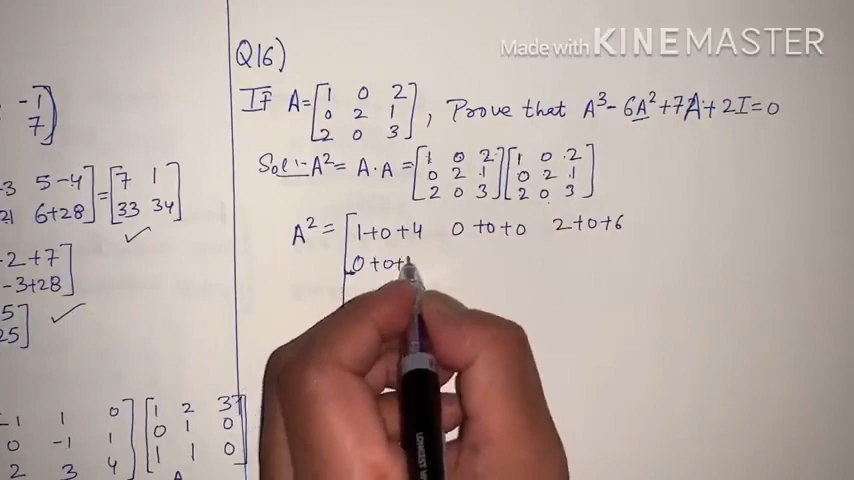 Made with KINEMASTER
Q16)
If A = [1 0 2
0 2 1
2 0 3], Prove that A³ - 6A² + 7A + 2I = 0
Sol:- A² = A·A = [1 0 2
0 2 1
2 0 3] [1 0 2
0 2 1
2 0 3]
A² = [1+0+4 0+0+0 2+0+6
0+0+
-1
7]
-3 5-4] = [7 1
21 6+28] 33 34]
-2+7]
-3+28]
5
25]
-1 1 0] [1 2 3]
0 -1 1 0 1 0
2 3 4 1 1 0
A
LONGEST